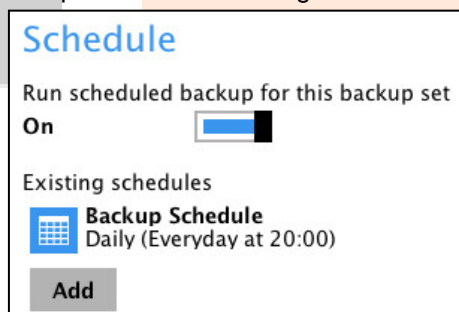 Schedule
Run scheduled backup for this backup set
On
Existing schedules
Backup Schedule
Daily (Everyday at 20:00)
Add